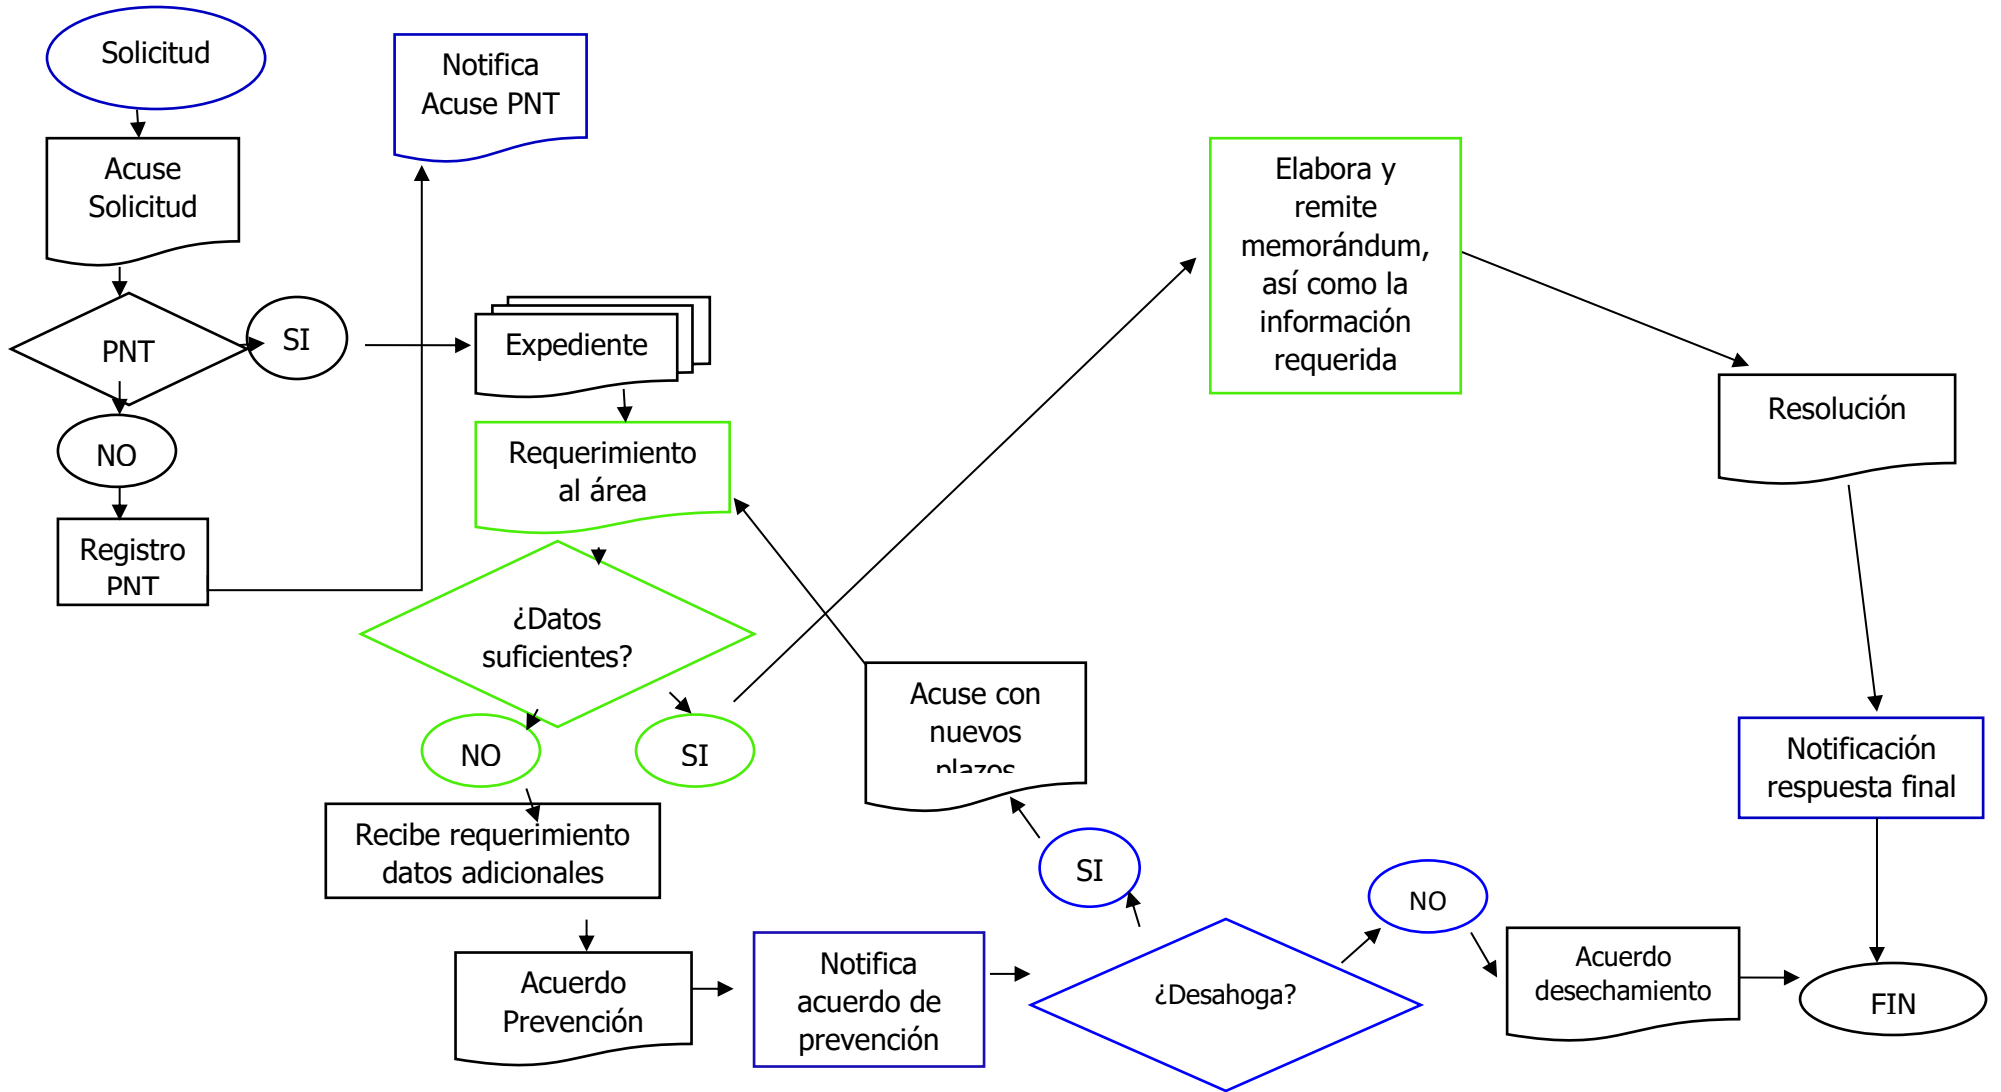 Solicitud
Acuse
Solicitud
PNT
SI
NO
Registro
PNT
Notifica
Acuse PNT
Expediente
Requerimiento
al área
¿Datos
suficientes?
NO
SI
Recibe requerimiento
datos adicionales
Acuerdo
Prevención
Notifica
acuerdo de
prevención
¿Desahoga?
SI
Acuse con
nuevos
plazos
NO
Acuerdo
desechamiento
Elabora y
remite
memorándum,
así como la
información
requerida
Resolución
Notificación
respuesta final
FIN